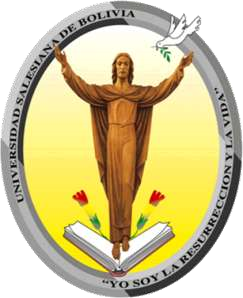 UNIVERSIDAD SALESIANA DE BOLIVIA
“YO SOY LA RESURRECCION Y LA VIDA”